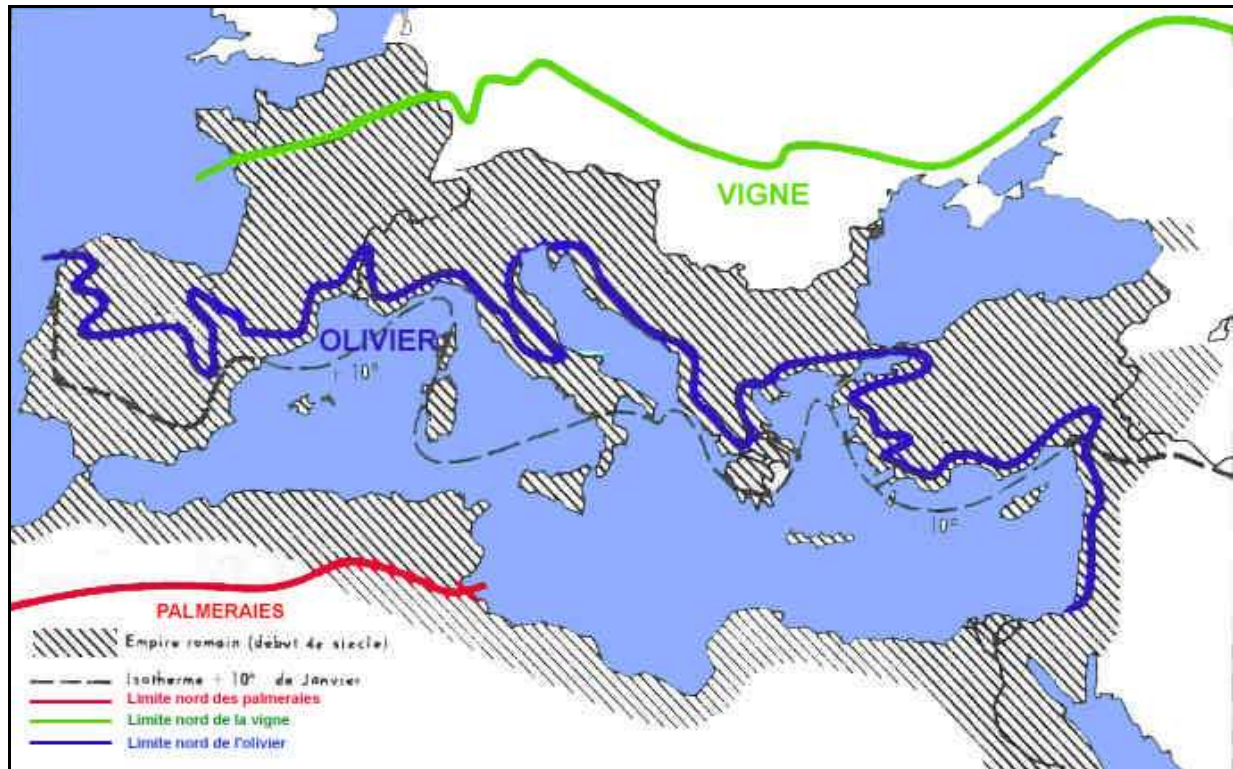 VIGNE
OLIVIER
+ 10°
10°
PALMERAIES
Empire romain (début 4e siècle)
Isotherme + 10° de Janvier
Limite nord des palmeraies
Limite nord de la vigne
Limite nord de l'olivier